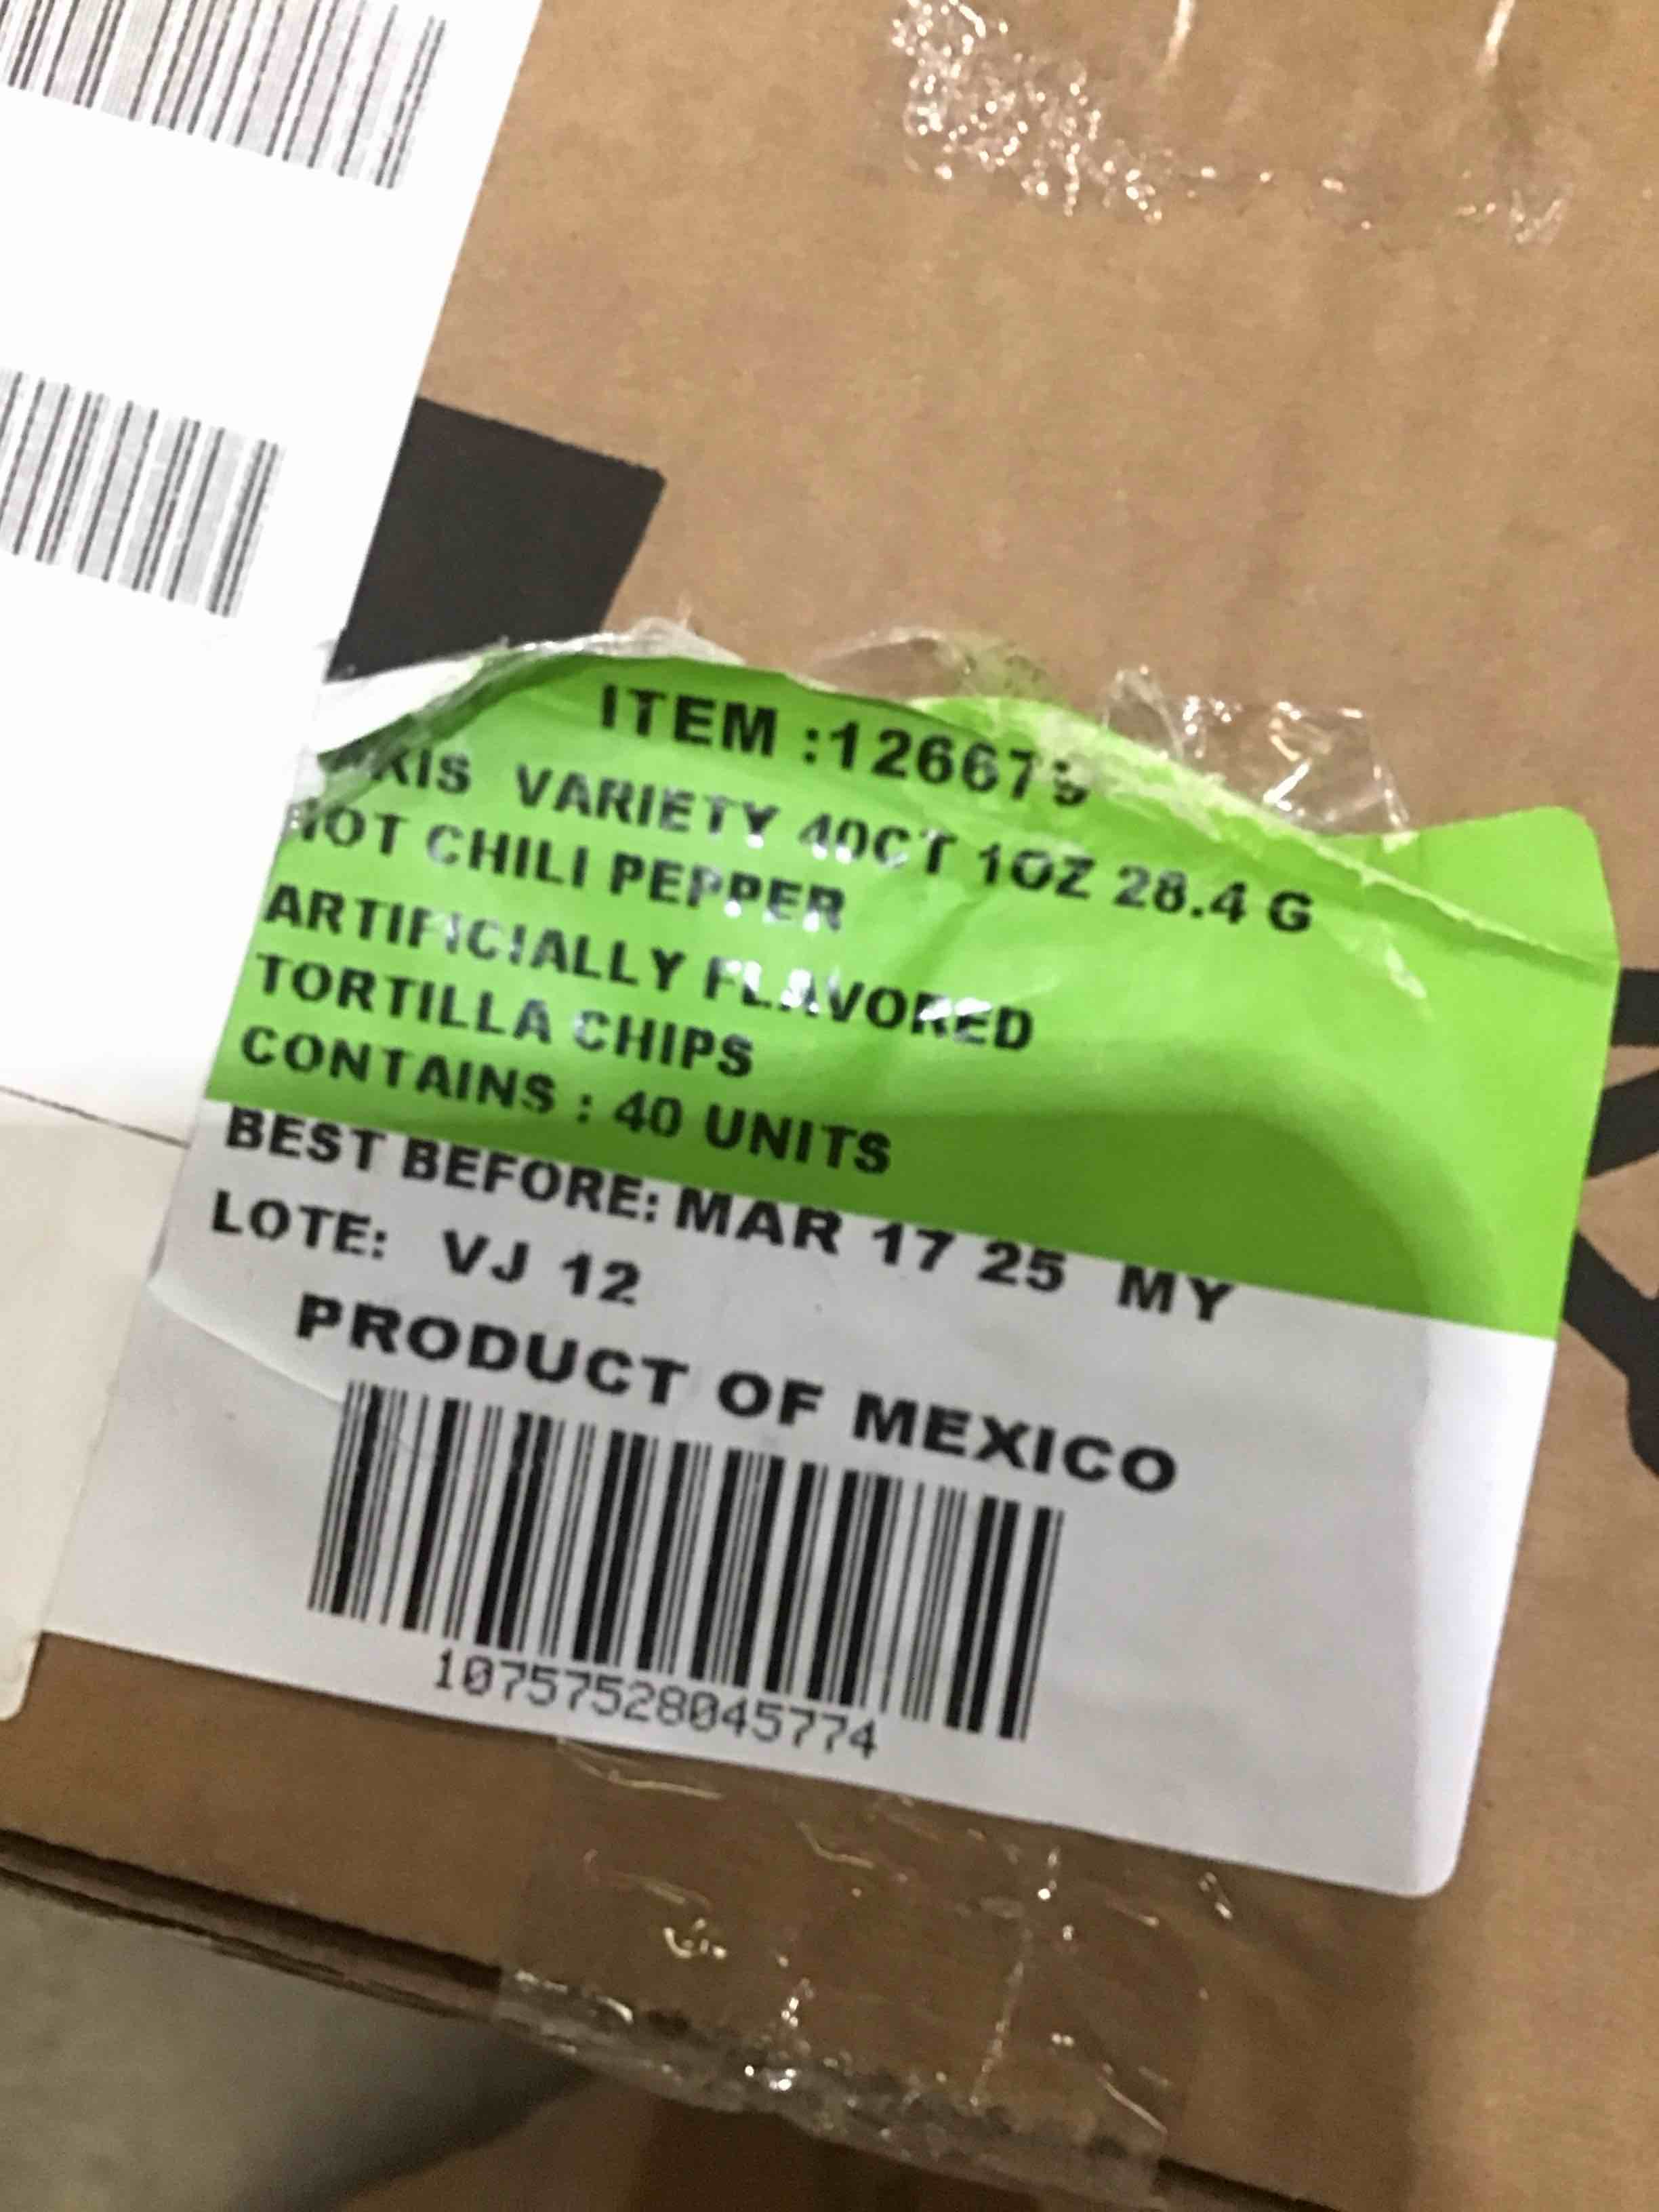 ITEM :126679
VARIETY 40CT 1OZ 28.4 G
HOT CHILI PEPPER
ARTIFICIALLY FLAVORED
TORTILLA CHIPS
CONTAINS : 40 UNITS
BEST BEFORE: MAR 17 25 MY
LOTE: VJ 12
PRODUCT OF MEXICO
10757528045774